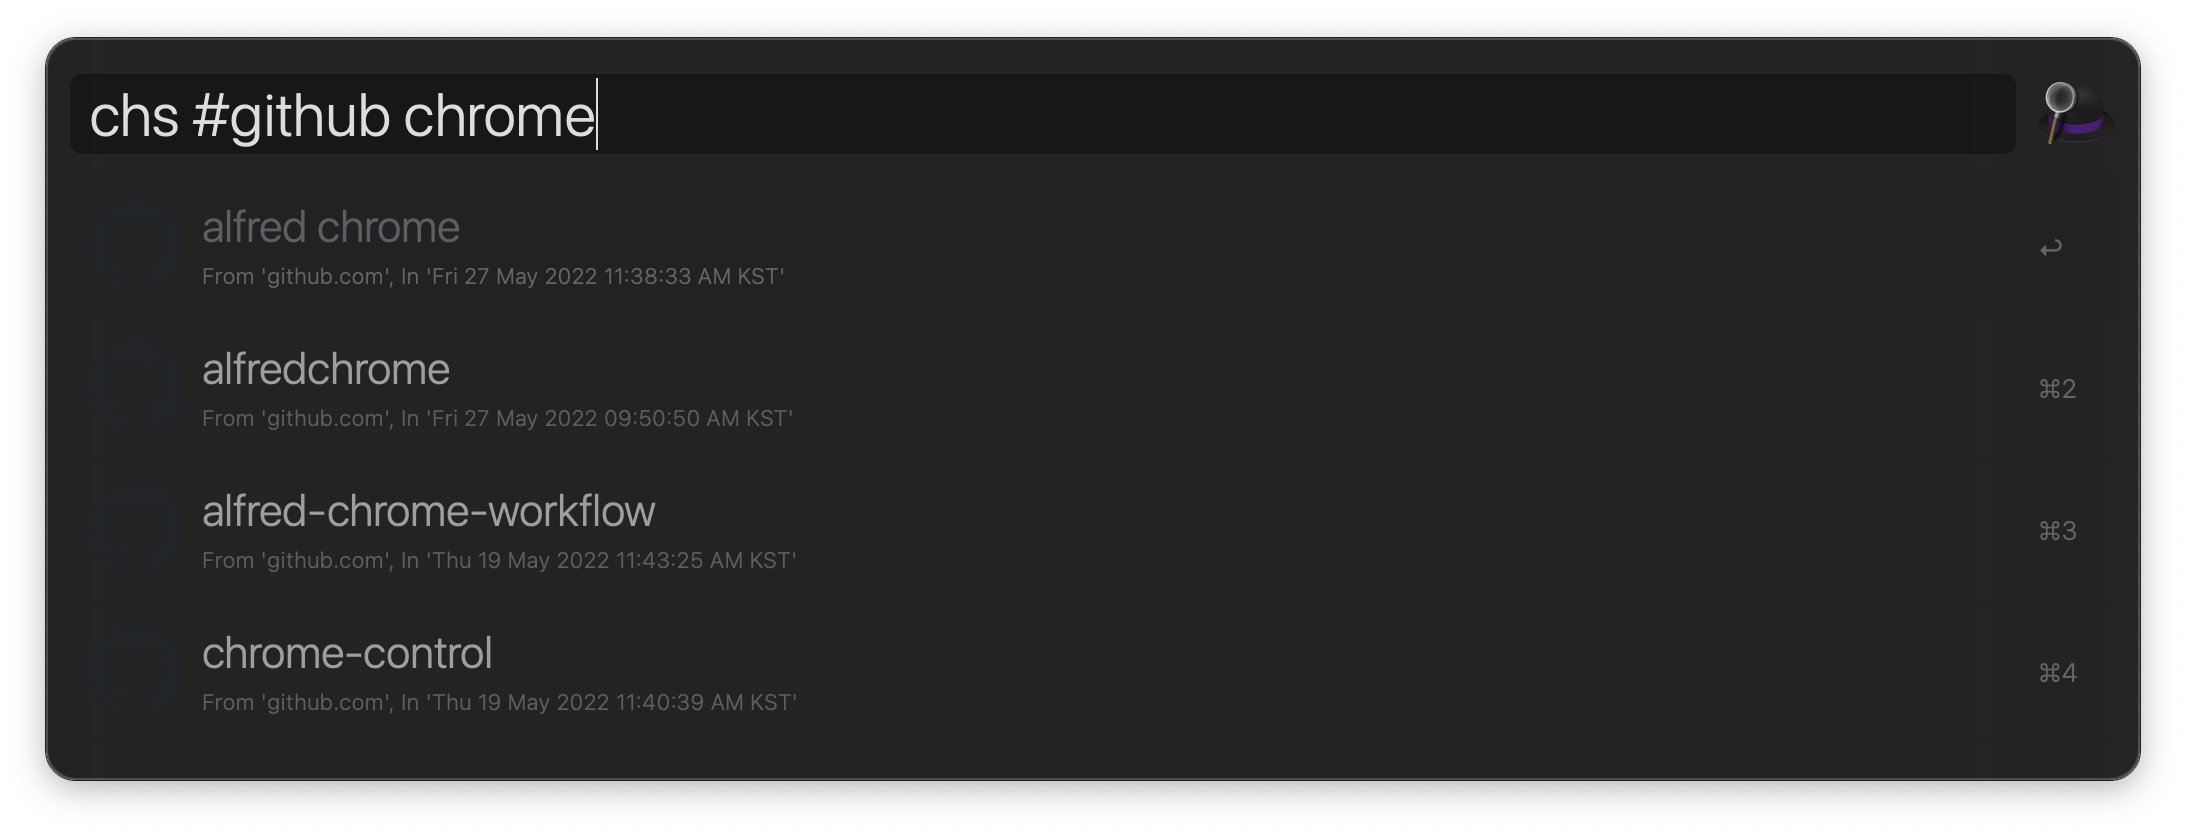 chs #github chrome
alfred chrome
From 'github.com', In 'Fri 27 May 2022 11:38:33 AM KST'
↩
alfredchrome
From 'github.com', In 'Fri 27 May 2022 09:50:50 AM KST'
⌘2
alfred-chrome-workflow
From 'github.com', In 'Thu 19 May 2022 11:43:25 AM KST'
⌘3
chrome-control
From 'github.com', In 'Thu 19 May 2022 11:40:39 AM KST'
⌘4